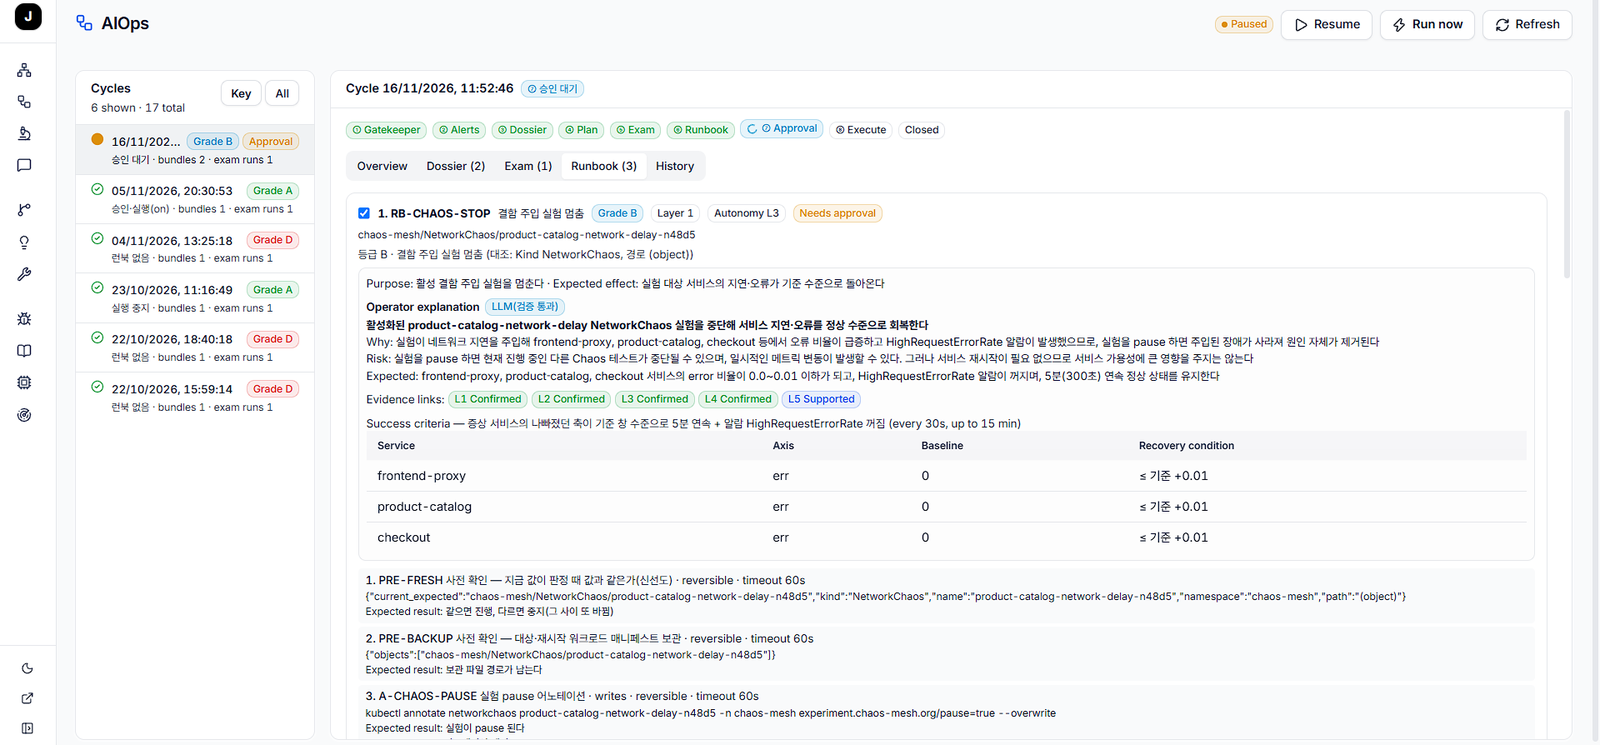 J
AIOps
Paused
Resume
Run now
Refresh
Cycles
6 shown · 17 total
Key
All
16/11/202... Grade B Approval
승인 대기 · bundles 2 · exam runs 1
05/11/2026, 20:30:53 Grade A
승인·실행(on) · bundles 1 · exam runs 1
04/11/2026, 13:25:18 Grade D
런북 없음 · bundles 1 · exam runs 1
23/10/2026, 11:16:49 Grade A
실행 중지 · bundles 1 · exam runs 1
22/10/2026, 18:40:18 Grade D
런북 없음 · bundles 1 · exam runs 1
22/10/2026, 15:59:14 Grade D
런북 없음 · bundles 1 · exam runs 1
Cycle 16/11/2026, 11:52:46 ⑦ 승인 대기
① Gatekeeper ② Alerts ③ Dossier ④ Plan ⑤ Exam ⑥ Runbook ⑦ Approval ⑧ Execute Closed
Overview Dossier (2) Exam (1) Runbook (3) History
1. RB-CHAOS-STOP 결함 주입 실험 멈춤 Grade B Layer 1 Autonomy L3 Needs approval
chaos-mesh/NetworkChaos/product-catalog-network-delay-n48d5
등급 B · 결함 주입 실험 멈춤 (대조: Kind NetworkChaos, 경로 (object))
Purpose: 활성 결함 주입 실험을 멈춘다 · Expected effect: 실험 대상 서비스의 지연·오류가 기준 수준으로 돌아온다
Operator explanation LLM(검증 통과)
활성화된 product-catalog-network-delay NetworkChaos 실험을 중단해 서비스 지연·오류를 정상 수준으로 회복한다
Why: 실험이 네트워크 지연을 주입해 frontend-proxy, product-catalog, checkout 등에서 오류 비율이 급증하고 HighRequestErrorRate 알람이 발생했으므로, 실험을 pause 하면 주입된 장애가 사라져 원인 자체가 제거된다
Risk: 실험을 pause 하면 현재 진행 중인 다른 Chaos 테스트가 중단될 수 있으며, 일시적인 메트릭 변동이 발생할 수 있다. 그러나 서비스 재시작이 필요 없으므로 서비스 가용성에 큰 영향을 주지는 않는다
Expected: frontend-proxy, product-catalog, checkout 서비스의 error 비율이 0.0~0.01 이하가 되고, HighRequestErrorRate 알람이 꺼지며, 5분(300초) 연속 정상 상태를 유지한다
Evidence links: L1 Confirmed L2 Confirmed L3 Confirmed L4 Confirmed L5 Supported
Success criteria — 증상 서비스의 나빠졌던 축이 기준 창 수준으로 5분 연속 + 알람 HighRequestErrorRate 꺼짐 (every 30s, up to 15 min)
Service Axis Baseline Recovery condition
frontend-proxy err 0 ≤ 기준 +0.01
product-catalog err 0 ≤ 기준 +0.01
checkout err 0 ≤ 기준 +0.01
1. PRE-FRESH 사전 확인 — 지금 값이 판정 때 값과 같은가(신선도) · reversible · timeout 60s
{"current_expected":"chaos-mesh/NetworkChaos/product-catalog-network-delay-n48d5","kind":"NetworkChaos","name":"product-catalog-network-delay-n48d5","namespace":"chaos-mesh","path":"(object)"}
Expected result: 같으면 진행, 다르면 중지(그 사이 또 바뀜)
2. PRE-BACKUP 사전 확인 — 대상·재시작 워크로드 매니페스트 보관 · reversible · timeout 60s
{"objects":["chaos-mesh/NetworkChaos/product-catalog-network-delay-n48d5"]}
Expected result: 보관 파일 경로가 남는다
3. A-CHAOS-PAUSE 실험 pause 어노테이션 · writes · reversible · timeout 60s
kubectl annotate networkchaos product-catalog-network-delay-n48d5 -n chaos-mesh experiment.chaos-mesh.org/pause=true --overwrite
Expected result: 실험이 pause 된다